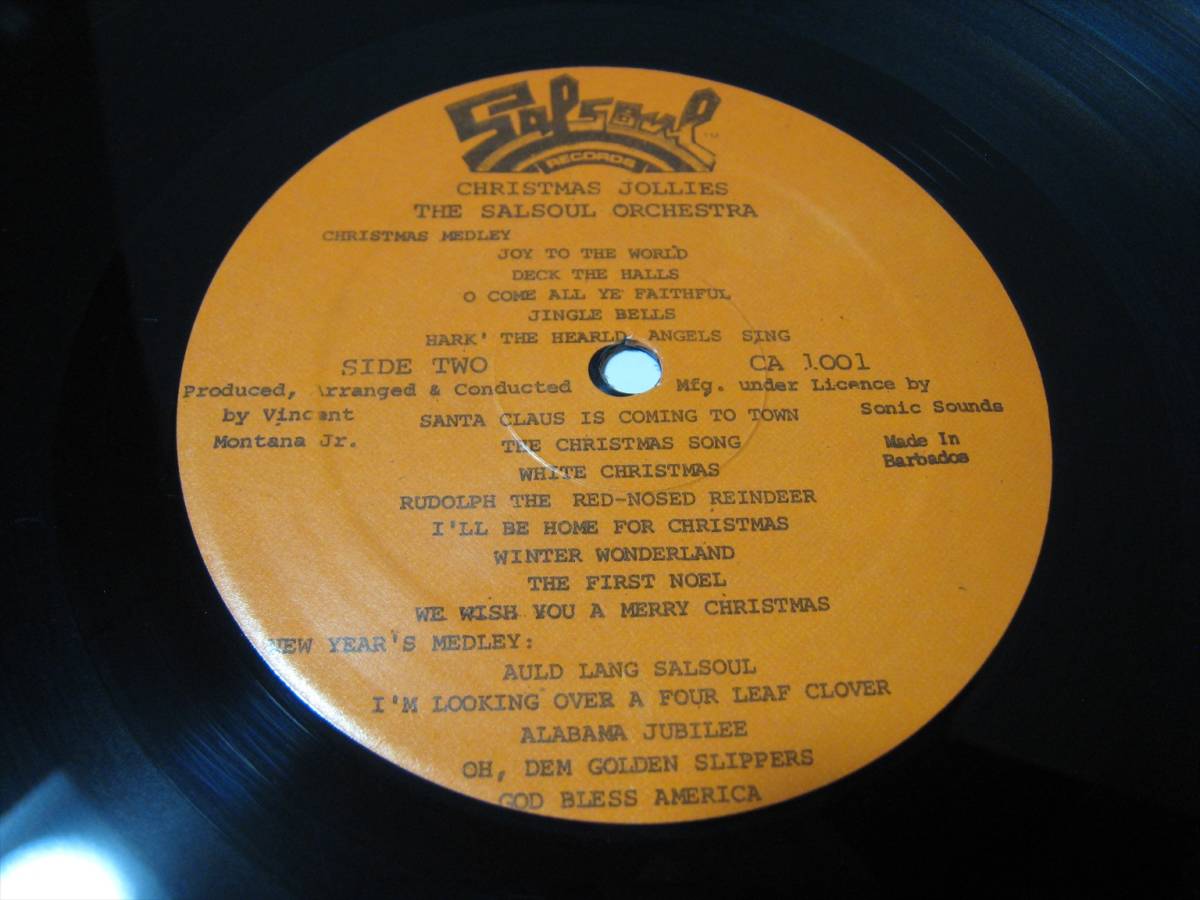 Salsoul TM
RECORDS
CHRISTMAS JOLLIES
THE SALSOUL ORCHESTRA
CHRISTMAS MEDLEY
JOY TO THE WORLD
DECK THE HALLS
O COME ALL YE FAITHFUL
JINGLE BELLS
HARK' THE HEARLD ANGELS SING
SIDE TWO CA 1001
Produced, Arranged & Conducted Mfg. under Licence by
by Vincent SANTA CLAUS IS COMING TO TOWN Sonic Sounds
Montana Jr. THE CHRISTMAS SONG Made In
Barbados
WHITE CHRISTMAS
RUDOLPH THE RED-NOSED REINDEER
I'LL BE HOME FOR CHRISTMAS
WINTER WONDERLAND
THE FIRST NOEL
WE WISH YOU A MERRY CHRISTMAS
NEW YEAR'S MEDLEY:
AULD LANG SALSOUL
I'M LOOKING OVER A FOUR LEAF CLOVER
ALABAMA JUBILEE
OH, DEM GOLDEN SLIPPERS
GOD BLESS AMERICA